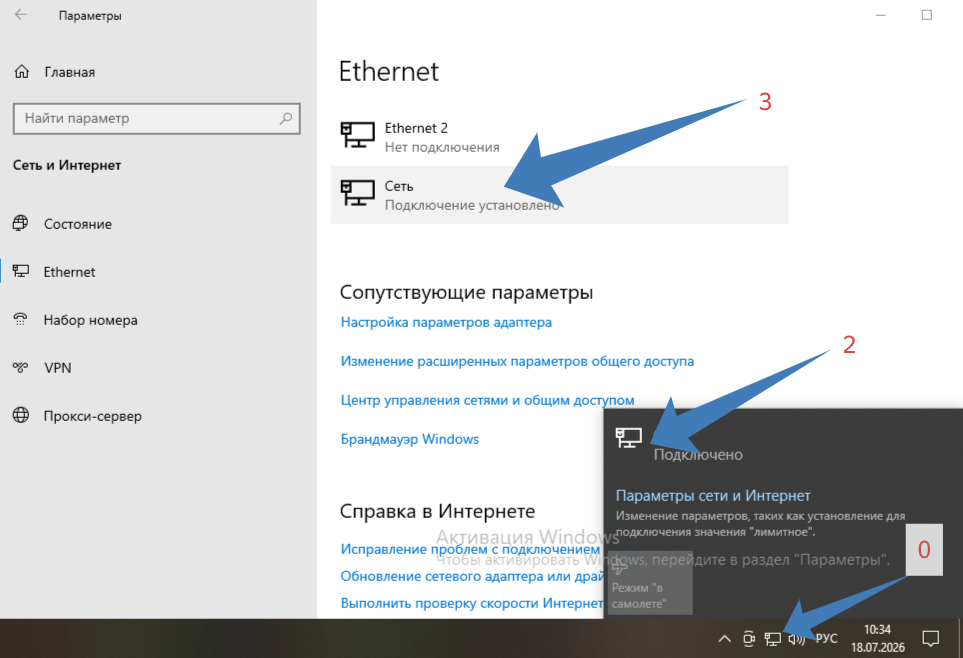 Параметры
Главная
Найти параметр
Сеть и Интернет
Состояние
Ethernet
Набор номера
VPN
Прокси-сервер
Ethernet
3
Ethernet 2
Нет подключения
Сеть
Подключение установлено
Сопутствующие параметры
Настройка параметров адаптера
Изменение расширенных параметров общего доступа
Центр управления сетями и общим доступом
Брандмауэр Windows
Справка в Интернете
Исправление проблем с подключением
Обновление сетевого адаптера или драй
Выполнить проверку скорости Интернет
Активация Windows
Чтобы активировать Windows, перейдите в раздел "Параметры".
2
Подключено
Параметры сети и Интернет
Изменение параметров, таких как установление для
подключения значения "лимитное".
0
Режим "в
самолете"
РУС
10:34
18.07.2026